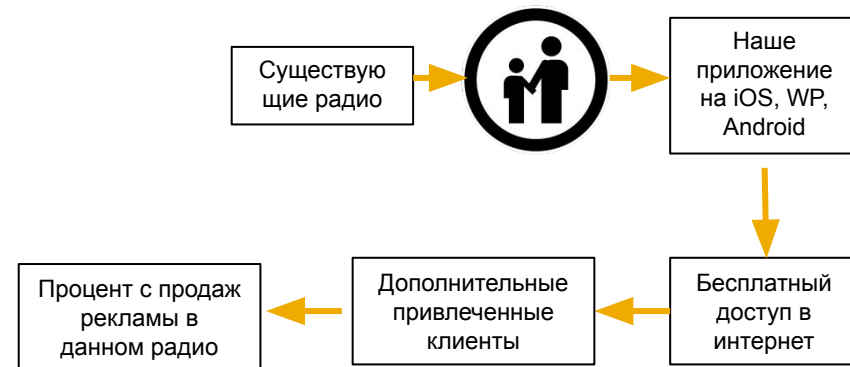 Существую
щие радио
Наше
приложение
на iOS, WP,
Android
Бесплатный
доступ в
интернет
Дополнительные
привлеченные
клиенты
Процент с продаж
рекламы в
данном радио